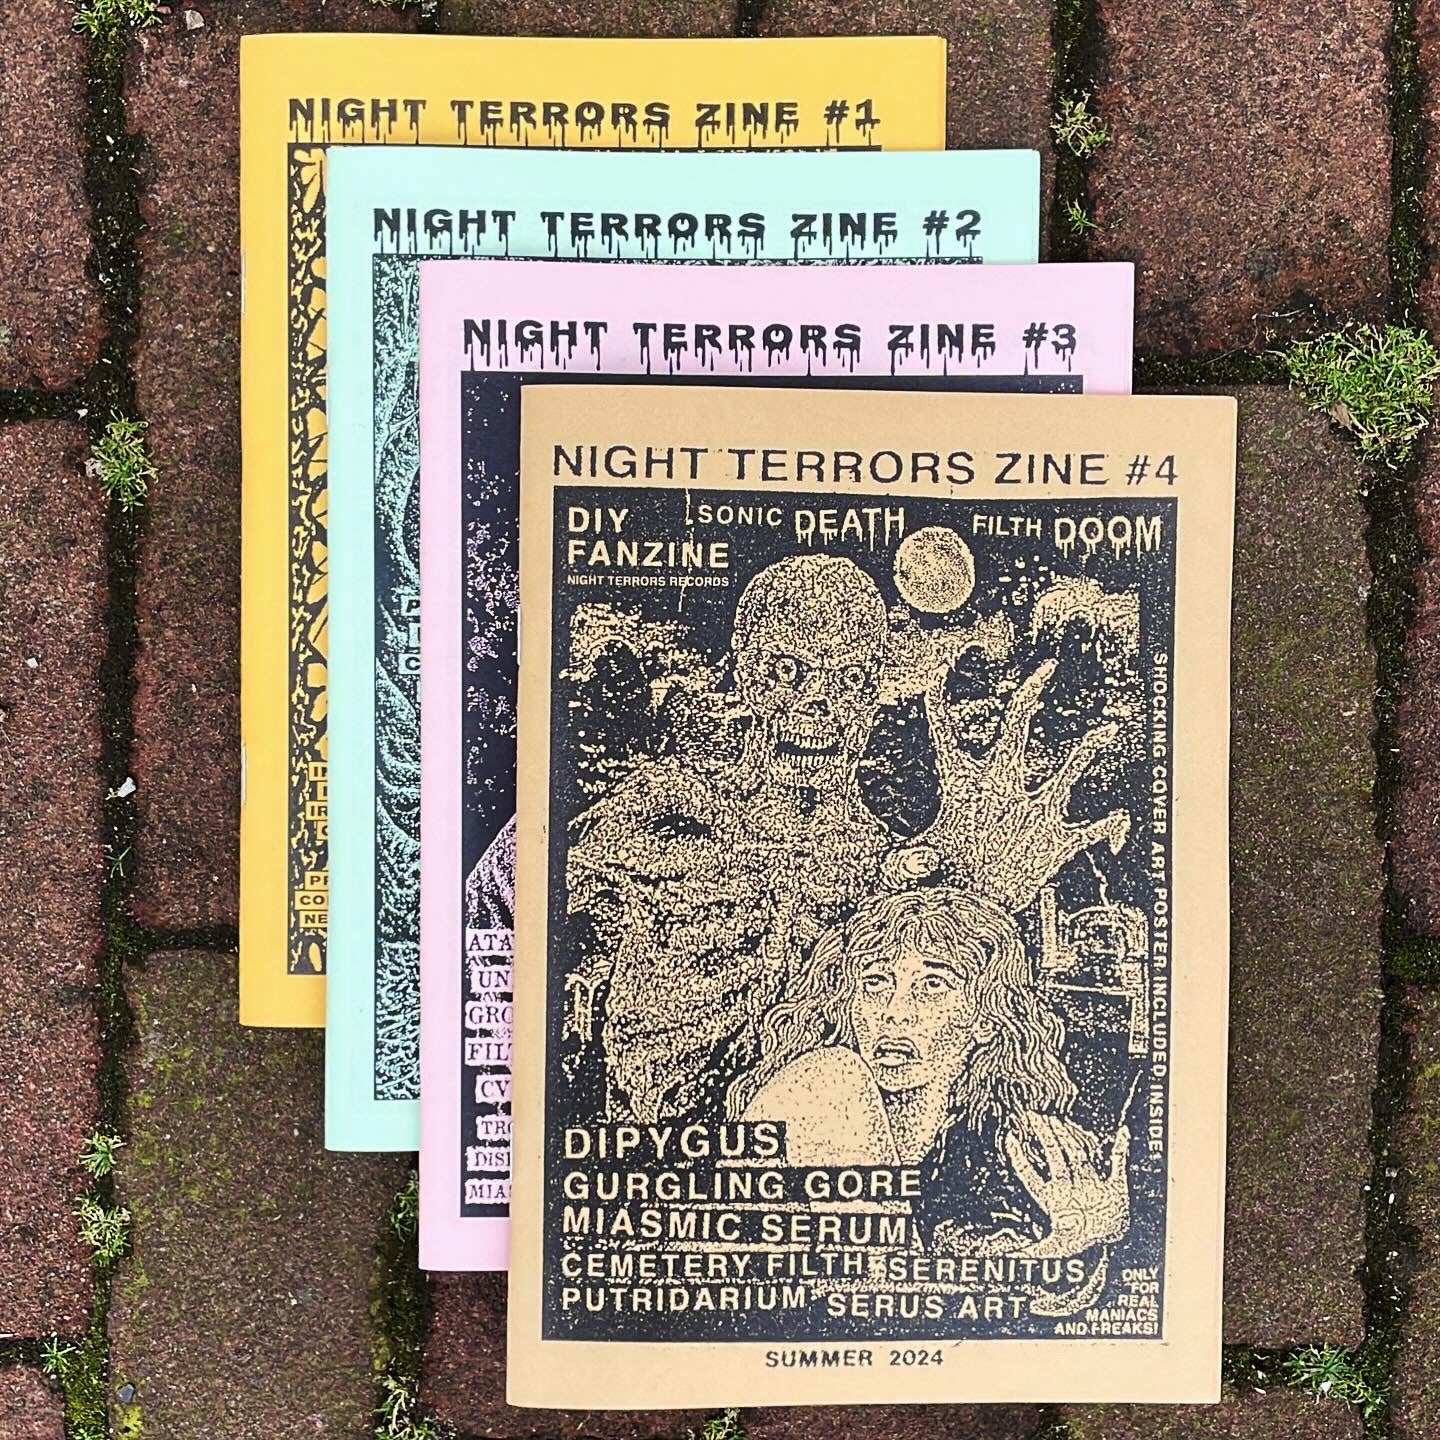 NIGHT TERRORS ZINE #1
NIGHT TERRORS ZINE #2
NIGHT TERRORS ZINE #3
NIGHT TERRORS ZINE #4
DIY
FANZINE
NIGHT TERRORS RECORDS
SONIC DEATH
FILTH DOOM
SHOCKING COVER ART POSTER INCLUDED INSIDE!
DIPYGUS
GURGLING GORE
MIASMIC SERUM
CEMETERY FILTH SERENITUS
PUTRIDARIUM SERUS ART
ONLY
FOR
REAL
MANIACS
AND FREAKS!
SUMMER 2024